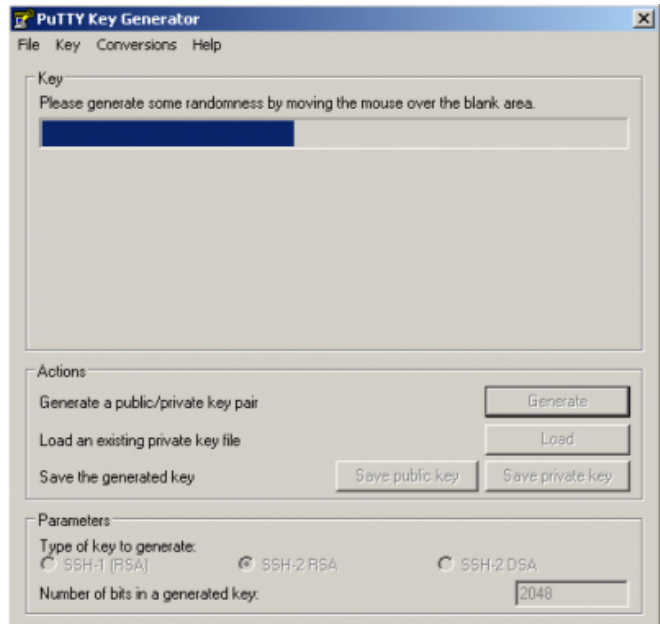 PuTTY Key Generator
File Key Conversions Help
Key
Please generate some randomness by moving the mouse over the blank area.
Actions
Generate a public/private key pair
Generate
Load an existing private key file
Load
Save the generated key
Save public key
Save private key
Parameters
Type of key to generate:
SSH-1 (RSA)
SSH-2 RSA
SSH-2 DSA
Number of bits in a generated key:
2048